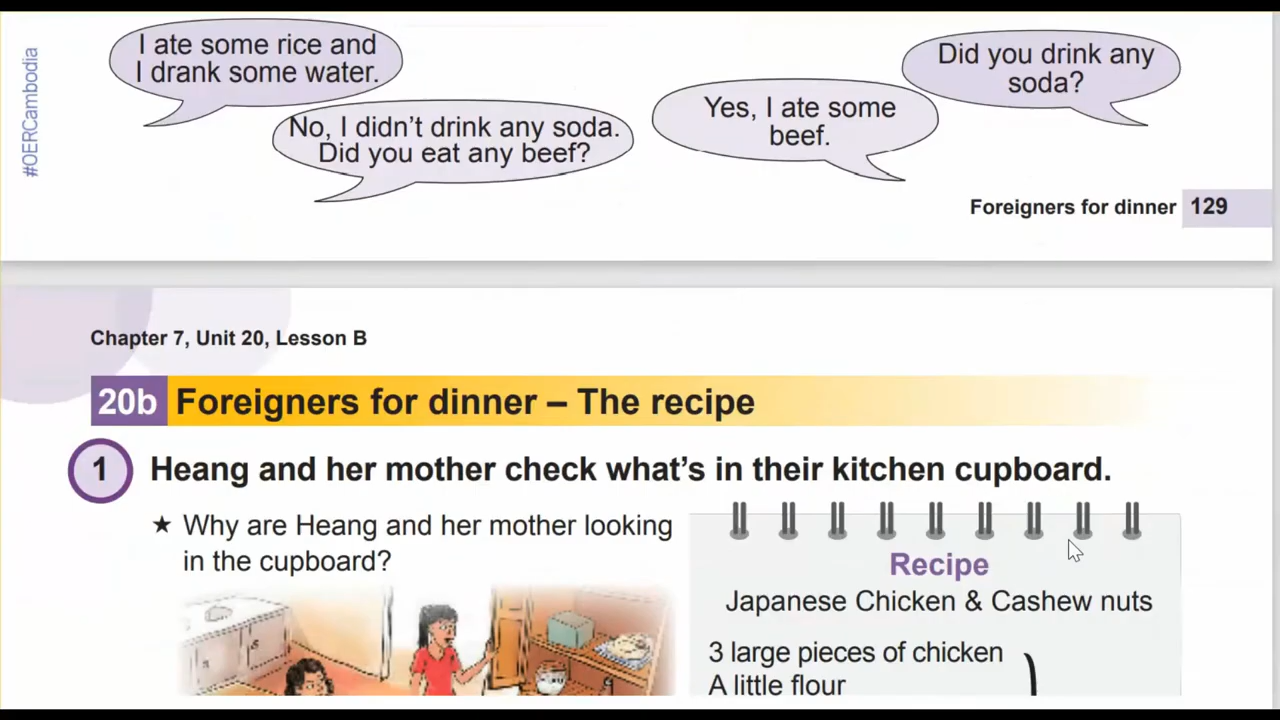 #OERCambodia
I ate some rice and
I drank some water.
No, I didn't drink any soda.
Did you eat any beef?
Yes, I ate some
beef.
Did you drink any
soda?
Foreigners for dinner 129
Chapter 7, Unit 20, Lesson B
20b Foreigners for dinner – The recipe
1 Heang and her mother check what's in their kitchen cupboard.
★ Why are Heang and her mother looking
in the cupboard?
Recipe
Japanese Chicken & Cashew nuts
3 large pieces of chicken
A little flour